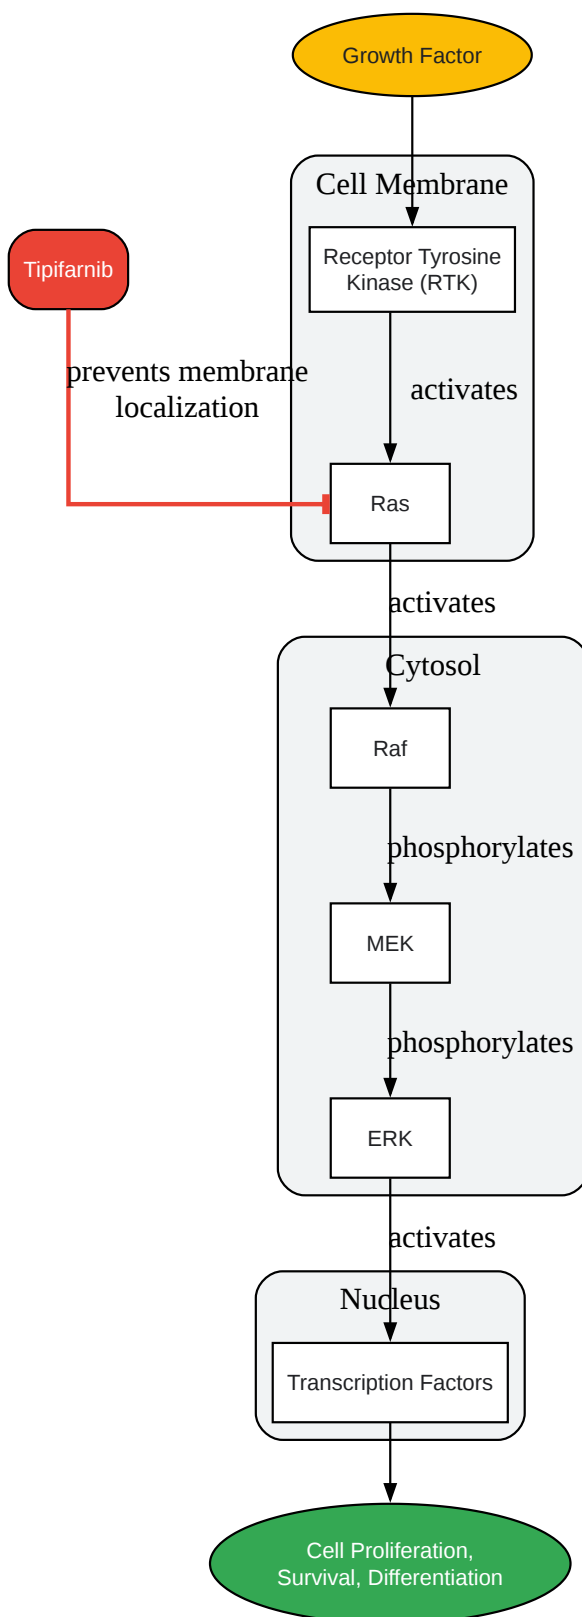 Growth Factor
Cell Membrane
Receptor Tyrosine
Kinase (RTK)
Tipifarnib
prevents membrane
localization
activates
Ras
activates
Cytosol
Raf
phosphorylates
MEK
phosphorylates
ERK
activates
Nucleus
Transcription Factors
Cell Proliferation,
Survival, Differentiation